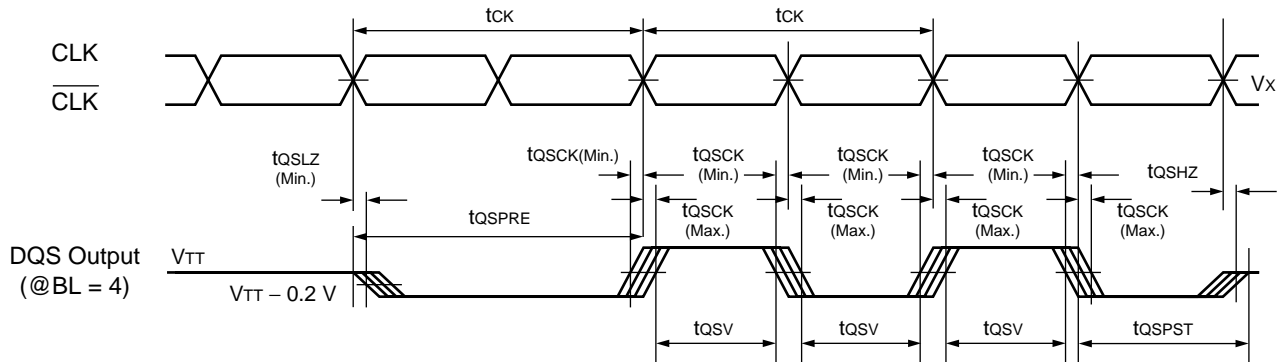 tCK tCK
CLK
CLK
VX
tQSLZ
(Min.)
tQSCK(Min.)
tQSCK
(Min.)
tQSCK
(Min.)
tQSCK
(Min.)
tQSHZ
tQSPRE
tQSCK
(Max.)
tQSCK
(Max.)
tQSCK
(Max.)
tQSCK
(Max.)
DQS Output
(@BL = 4)
VTT
VTT – 0.2 V
tQSV tQSV tQSV tQSPST